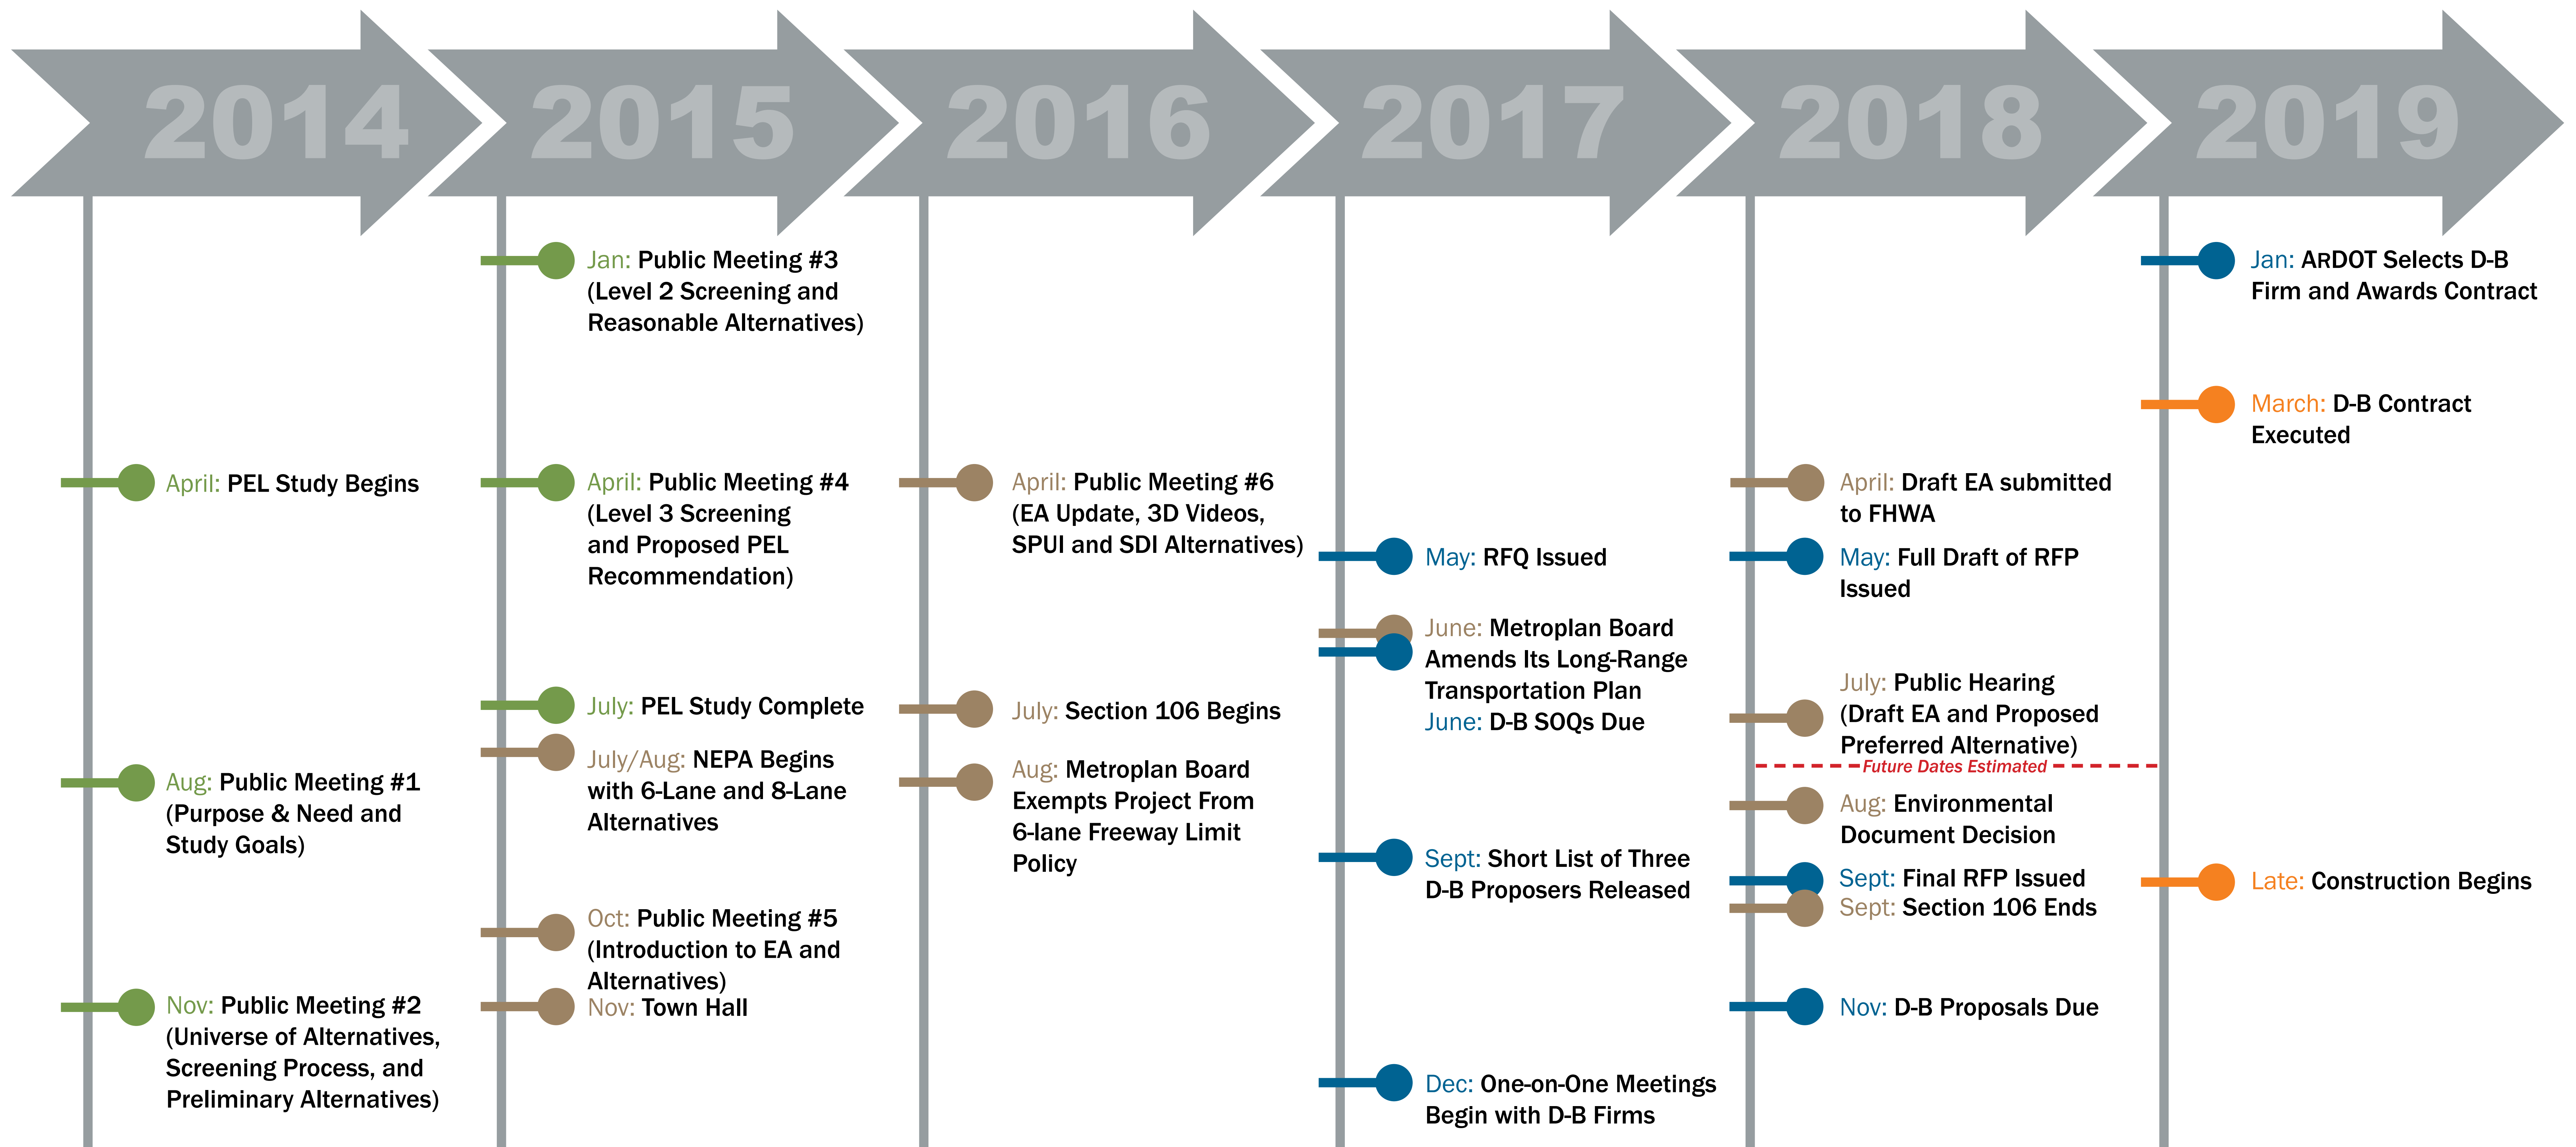 2014
2015
2016
2017
2018
2019
April: PEL Study Begins
Aug: Public Meeting #1
(Purpose & Need and
Study Goals)
Nov: Public Meeting #2
(Universe of Alternatives,
Screening Process, and
Preliminary Alternatives)
Jan: Public Meeting #3
(Level 2 Screening and
Reasonable Alternatives)
April: Public Meeting #4
(Level 3 Screening
and Proposed PEL
Recommendation)
July: PEL Study Complete
July/Aug: NEPA Begins
with 6-Lane and 8-Lane
Alternatives
Oct: Public Meeting #5
(Introduction to EA and
Alternatives)
Nov: Town Hall
April: Public Meeting #6
(EA Update, 3D Videos,
SPUI and SDI Alternatives)
July: Section 106 Begins
Aug: Metroplan Board
Exempts Project From
6-lane Freeway Limit
Policy
May: RFQ Issued
June: Metroplan Board
Amends Its Long-Range
Transportation Plan
June: D-B SOQs Due
Sept: Short List of Three
D-B Proposers Released
Dec: One-on-One Meetings
Begin with D-B Firms
April: Draft EA submitted
to FHWA
May: Full Draft of RFP
Issued
July: Public Hearing
(Draft EA and Proposed
Preferred Alternative)
Future Dates Estimated
Aug: Environmental
Document Decision
Sept: Final RFP Issued
Sept: Section 106 Ends
Nov: D-B Proposals Due
Jan: ARDOT Selects D-B
Firm and Awards Contract
March: D-B Contract
Executed
Late: Construction Begins